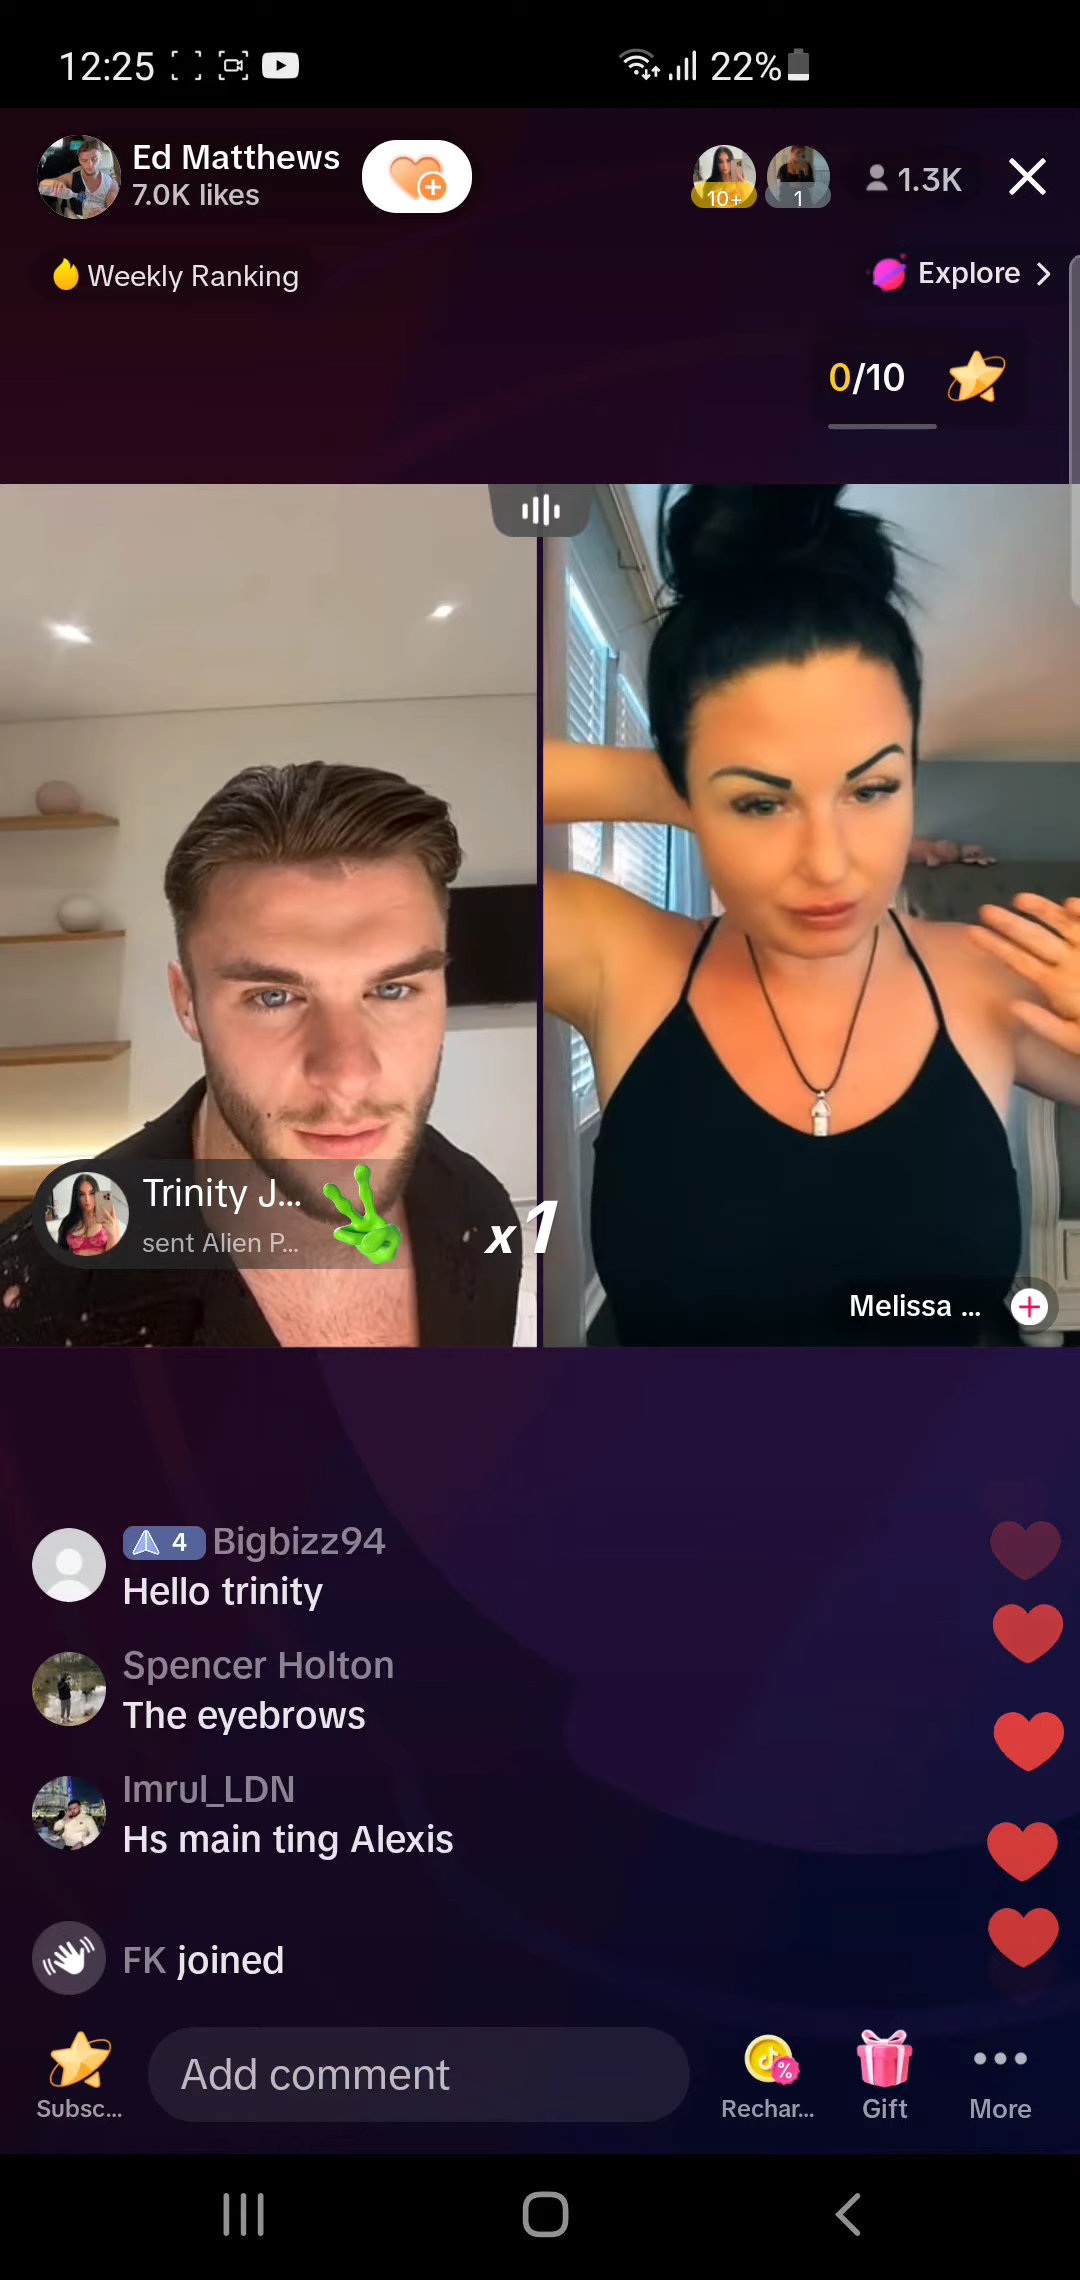 12:25
22%
Ed Matthews
7.0K likes
10+
1
1.3K
Weekly Ranking
Explore
0/10
Trinity J...
sent Alien P...
x1
Melissa ...
4 Bigbizz94
Hello trinity
Spencer Holton
The eyebrows
Imrul_LDN
Hs main ting Alexis
FK joined
Add comment
Subsc...
Rechar...
Gift
More